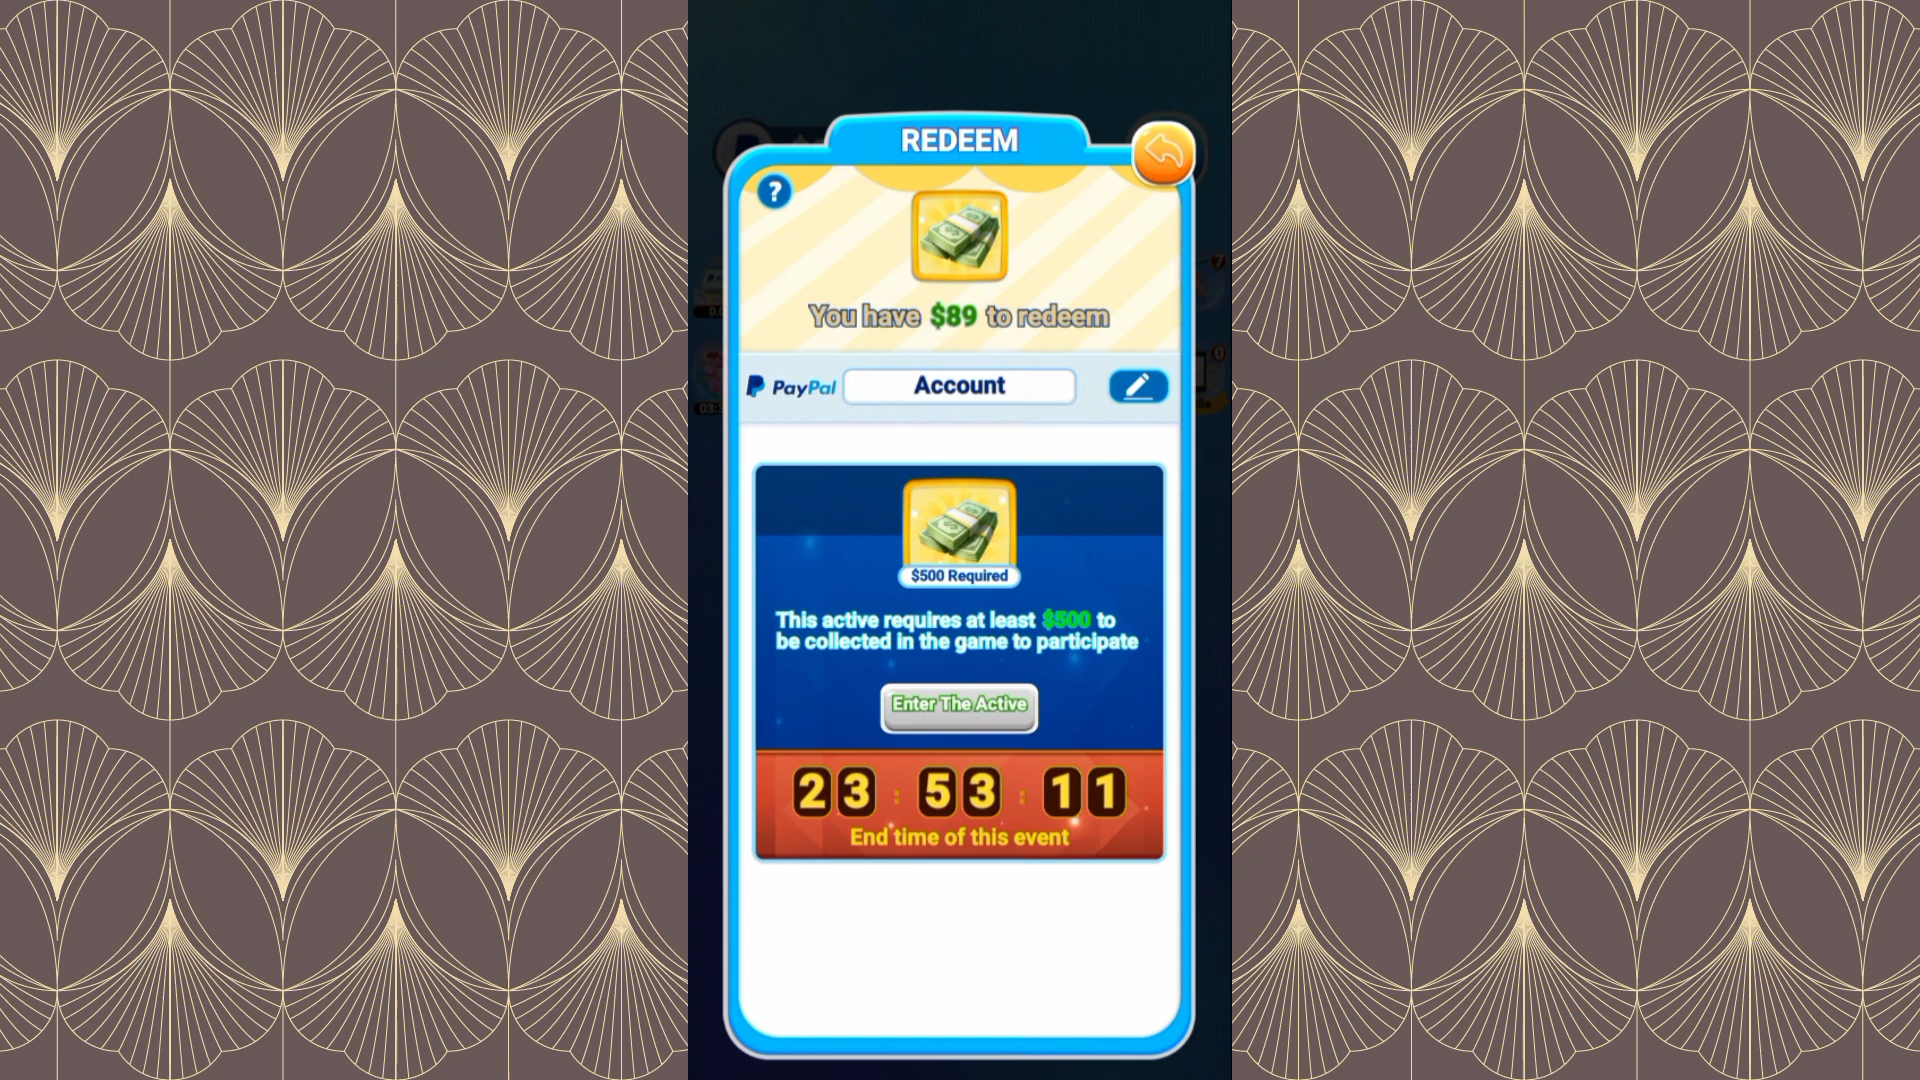 REDEEM
?
You have $89 to redeem
PayPal Account
$500 Required
This active requires at least $500 to
be collected in the game to participate
Enter The Active
23 : 53 : 11
End time of this event